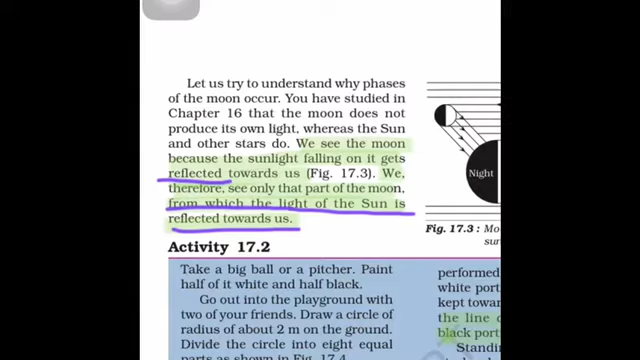 Let us try to understand why phases
of the moon occur. You have studied in
Chapter 16 that the moon does not
produce its own light, whereas the Sun
and other stars do. We see the moon
because the sunlight falling on it gets
reflected towards us (Fig. 17.3). We,
therefore, see only that part of the moon,
from which the light of the Sun is
reflected towards us.
Activity 17.2
Take a big ball or a pitcher. Paint
half of it white and half black.
Go out into the playground with
two of your friends. Draw a circle of
radius of about 2 m on the ground.
Divide the circle into eight equal
parts as shown in Fig. 17.4
Night
Fig. 17.3 : Mo
sur
performed
white port
kept towar
the line o
black port
Standin